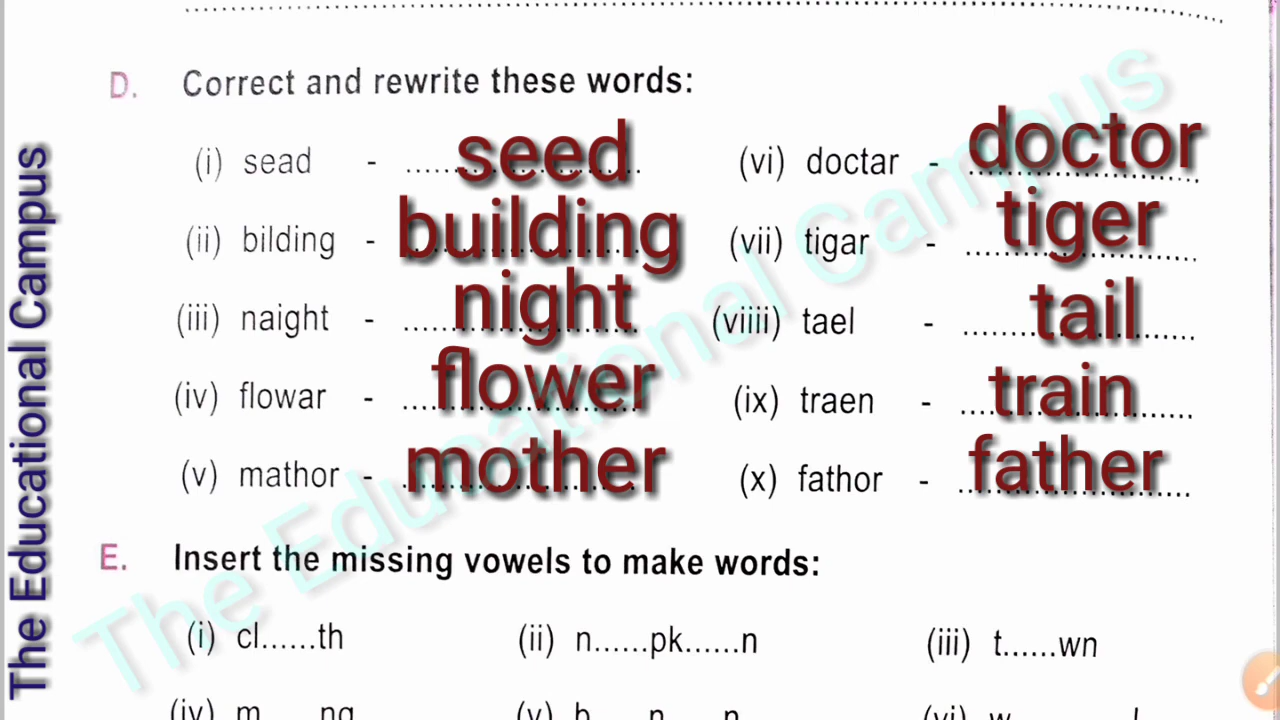 D. Correct and rewrite these words:
(i) sead - seed (vi) doctar - doctor
(ii) bilding - building (vii) tigar - tiger
(iii) naight - night (viiii) tael - tail
(iv) flowar - flower (ix) traen - train
(v) mathor - mother (x) fathor - father
E. Insert the missing vowels to make words:
(i) cl......th (ii) n......pk......n (iii) t......wn
The Educational Campus
The Educational Campus